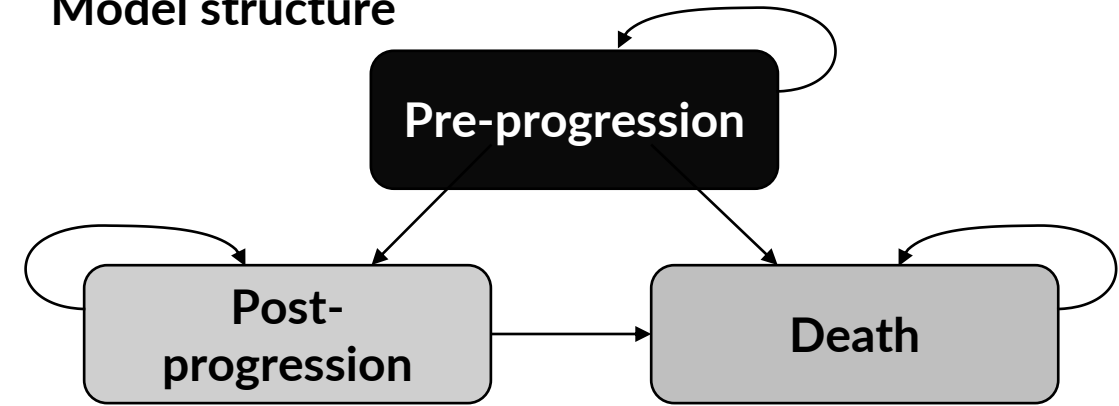 Model structure
Pre-progression
Post-
progression
Death